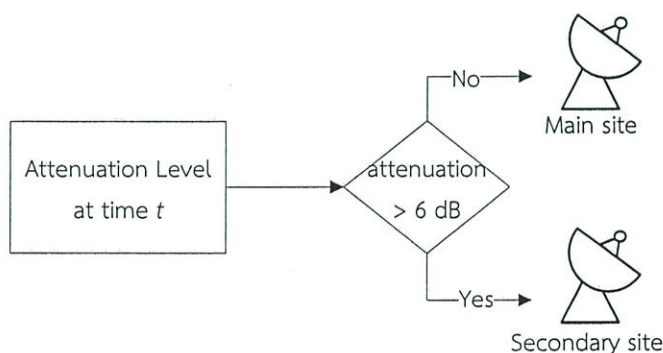 Attenuation Level
at time t
attenuation
> 6 dB
No
Main site
Yes
Secondary site